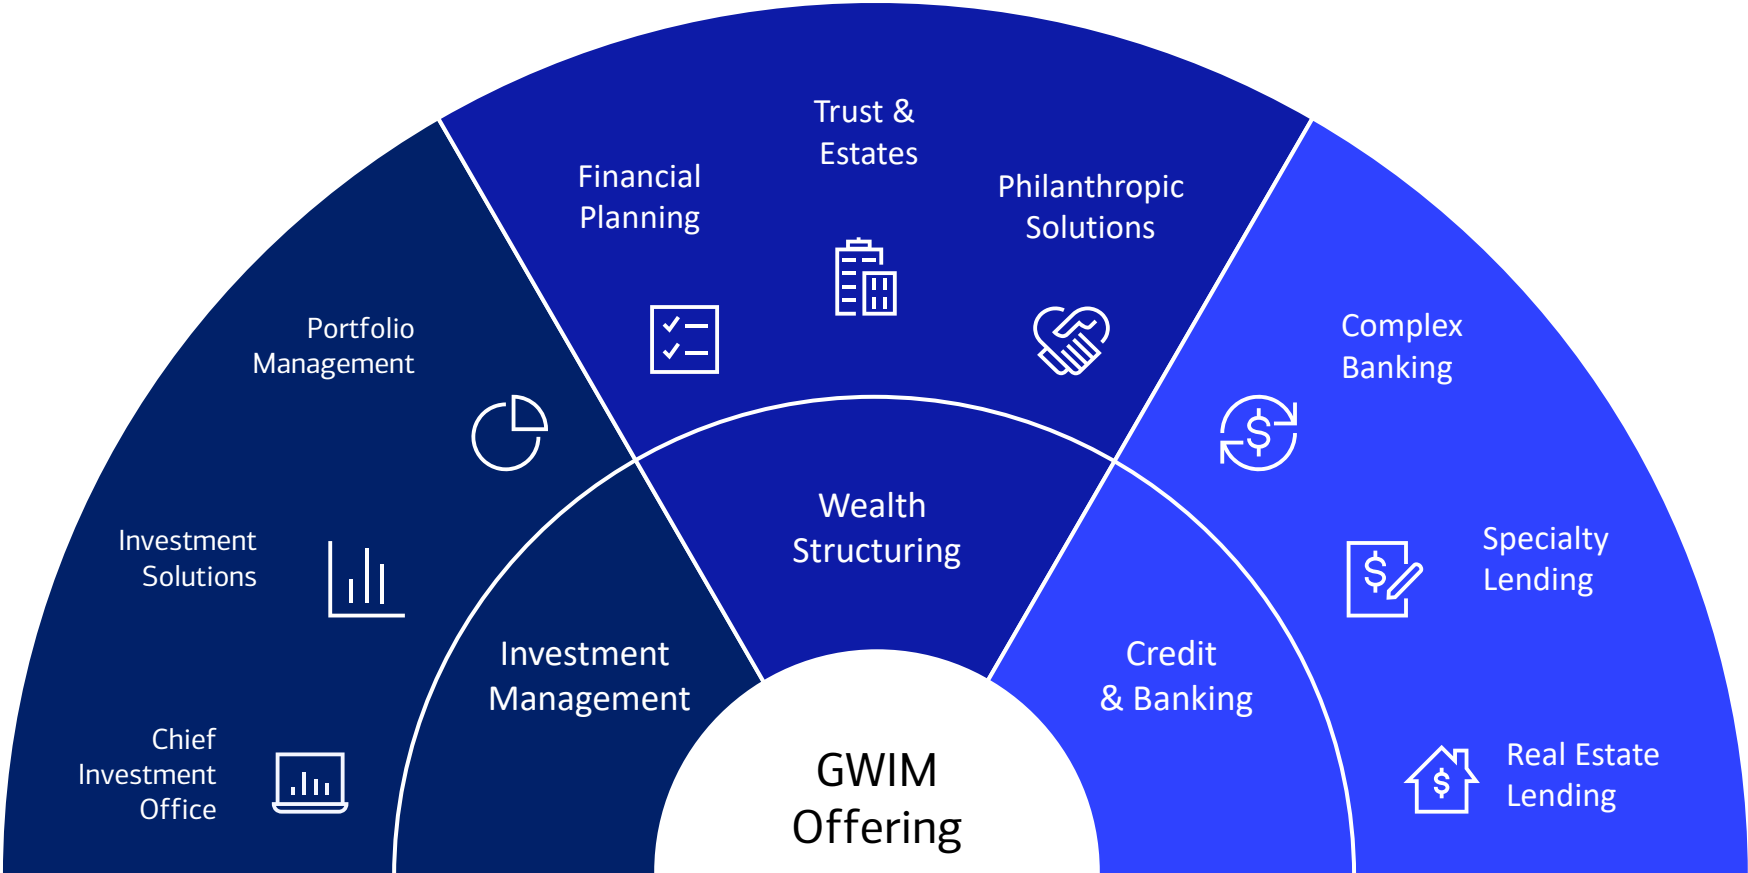 Trust &
Estates
Financial
Planning
Philanthropic
Solutions
Portfolio
Management
Complex
Banking
Investment
Solutions
Specialty
Lending
Chief
Investment
Office
Real Estate
Lending
Wealth
Structuring
Investment
Management
Credit
& Banking
GWIM
Offering